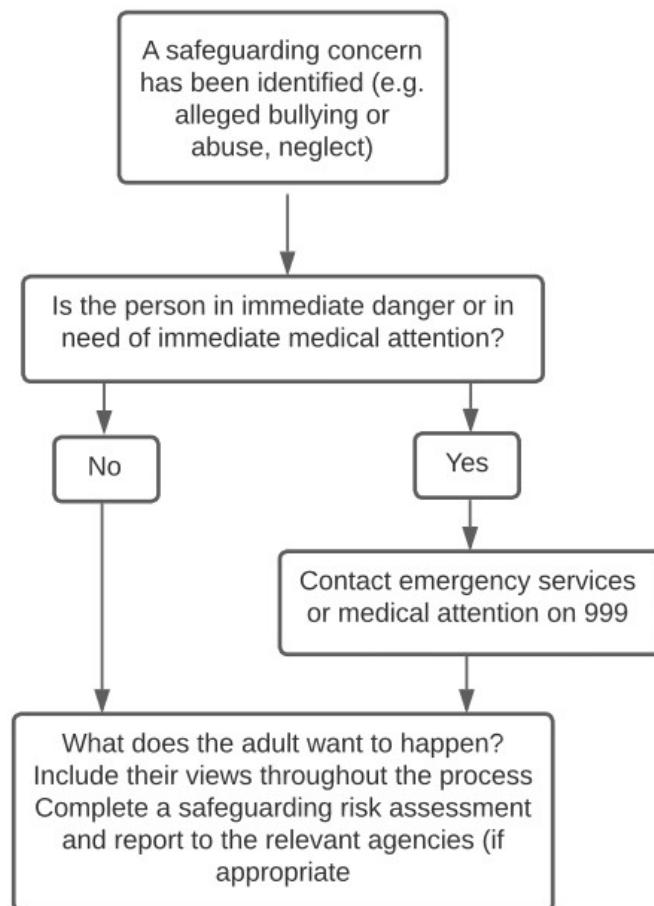 A safeguarding concern
has been identified (e.g.
alleged bullying or
abuse, neglect)
Is the person in immediate danger or in
need of immediate medical attention?
No
Yes
Contact emergency services
or medical attention on 999
What does the adult want to happen?
Include their views throughout the process
Complete a safeguarding risk assessment
and report to the relevant agencies (if
appropriate